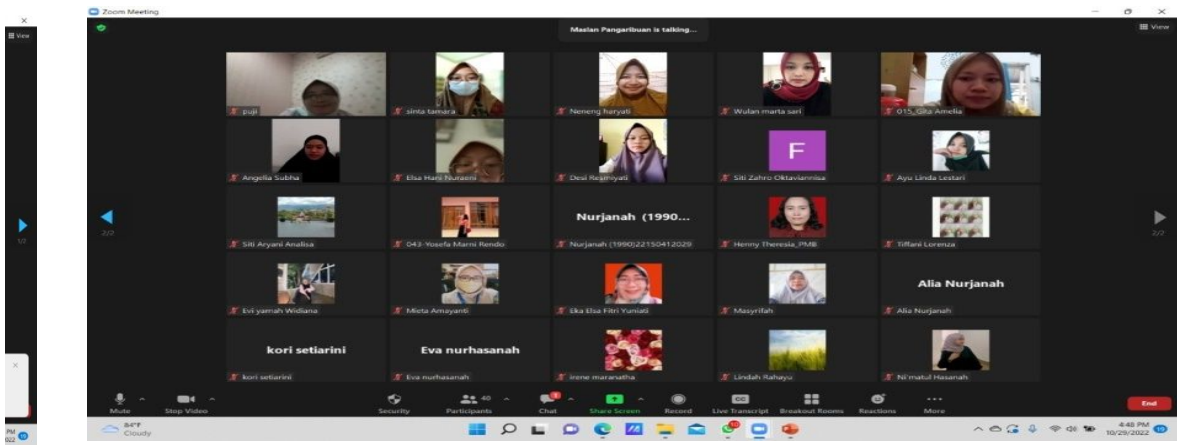 View
1/2
PM
022
Zoom Meeting
Maslan Pangaribuan is talking...
View
puji
sinta tamara
Neneng haryati
Wulan marta sari
015_Gita Amelia
Angella Subha
Elsa Hani Nuraeni
Desi Resmiyati
F
Siti Zahro Oktaviannisa
Ayu Linda Lestari
2/2
Siti Aryani Analisa
043-Yosefa Marni Rendo
Nurjanah (1990...
Nurjanah (1990)22150412029
Henny Theresia_PMB
Tiffani Lorenza
2/2
Evi yamah Widiana
Mieta Amayanti
Eka Elsa Fitri Yuniati
Masyrifah
Alia Nurjanah
Alia Nurjanah
kori setiarini
kori setiarini
Eva nurhasanah
Eva nurhasanah
irene maranatha
Lindah Rahayu
Ni'matul Hasanah
Mute
Stop Video
Security
40
Participants
Chat
Share Screen
Record
CC
Live Transcript
Breakout Rooms
Reactions
More
End
84°F
Cloudy
4:48 PM
10/29/2022